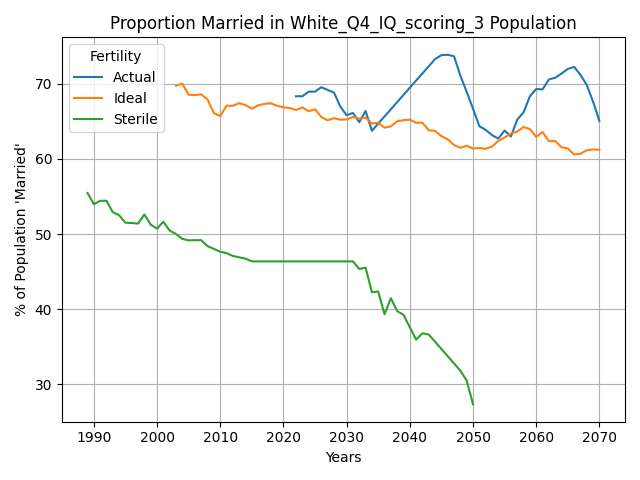 Proportion Married in White_Q4_IQ_scoring_3 Population
Fertility
Actual
Ideal
Sterile
% of Population 'Married'
70
60
50
40
30
1990 2000 2010 2020 2030 2040 2050 2060 2070
Years